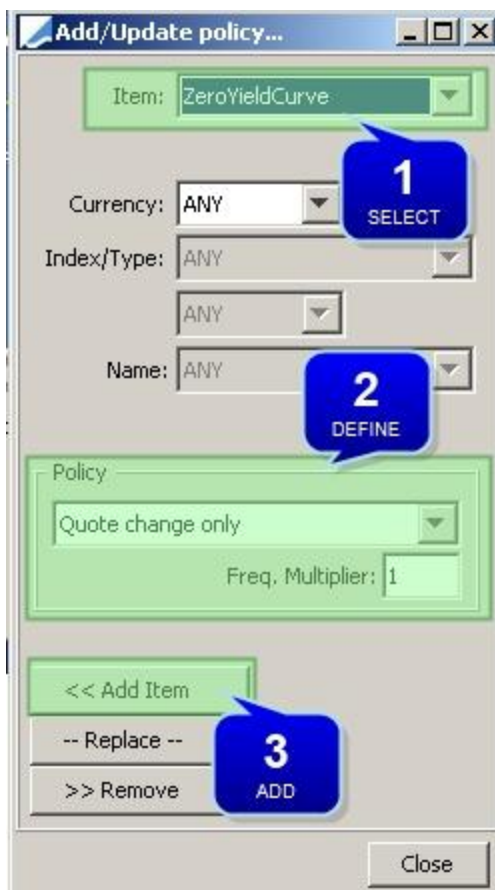 Add/Update policy...
Item: ZeroYieldCurve
1
SELECT
Currency: ANY
Index/Type: ANY
ANY
Name: ANY
2
DEFINE
Policy
Quote change only
Freq. Multiplier: 1
<< Add Item
-- Replace --
>> Remove
3
ADD
Close